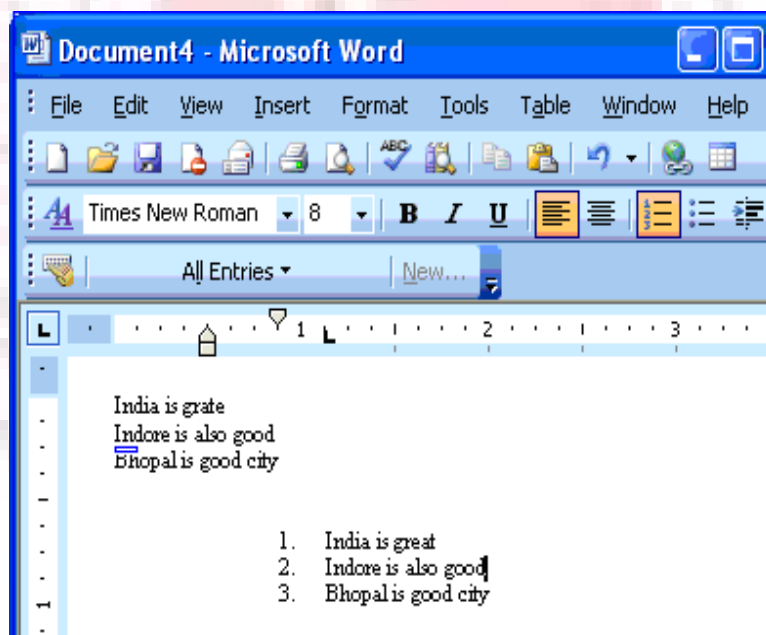 Document4 - Microsoft Word
File Edit View Insert Format Tools Table Window Help
ABC
Times New Roman 8 B I U
All Entries New...
L 1 2 3
India is grate
Indore is also good
Bhopal is good city
1. India is great
2. Indore is also good
3. Bhopal is good city
1